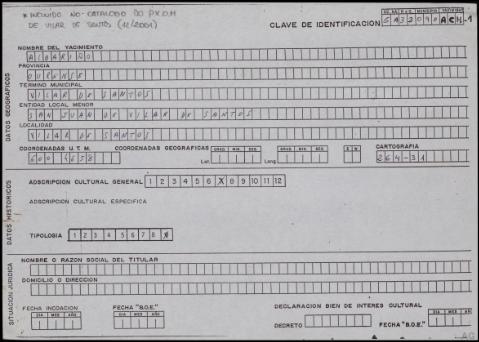 * INCLUIDO NO CATALOGO DO P.X.O.M
DE VILAR DE SANTOS (12/2001)
CLAVE DE IDENTIFICACION
ACH-1
NOMBRE DEL YACIMIENTO
ALBARIÑO
PROVINCIA
OURENSE
TERMINO MUNICIPAL
VILAR DE SANTOS
ENTIDAD LOCAL MENOR
SAN JUAN DE VILAR DE SANTOS
LOCALIDAD
VILAR DE SANTOS
COORDENADAS U.T.M. COORDENADAS GEOGRAFICAS CARTOGRAFIA
Lat. Long
264-31
DATOS GEOGRAFICOS
ADSCRIPCION CULTURAL GENERAL 1 2 3 4 5 6 X 8 9 10 11 12
ADSCRIPCION CULTURAL ESPECIFICA
TIPOLOGIA 1 2 3 4 5 6 7 8
DATOS HISTORICOS
NOMBRE O RAZON SOCIAL DEL TITULAR
DOMICILIO O DIRECCION
SITUACION JURIDICA
FECHA INCOACION FECHA "B.O.E." DECLARACION BIEN DE INTERES CULTURAL
DIA MES AÑO DIA MES AÑO DIA MES AÑO
DECRETO FECHA "B.O.E."